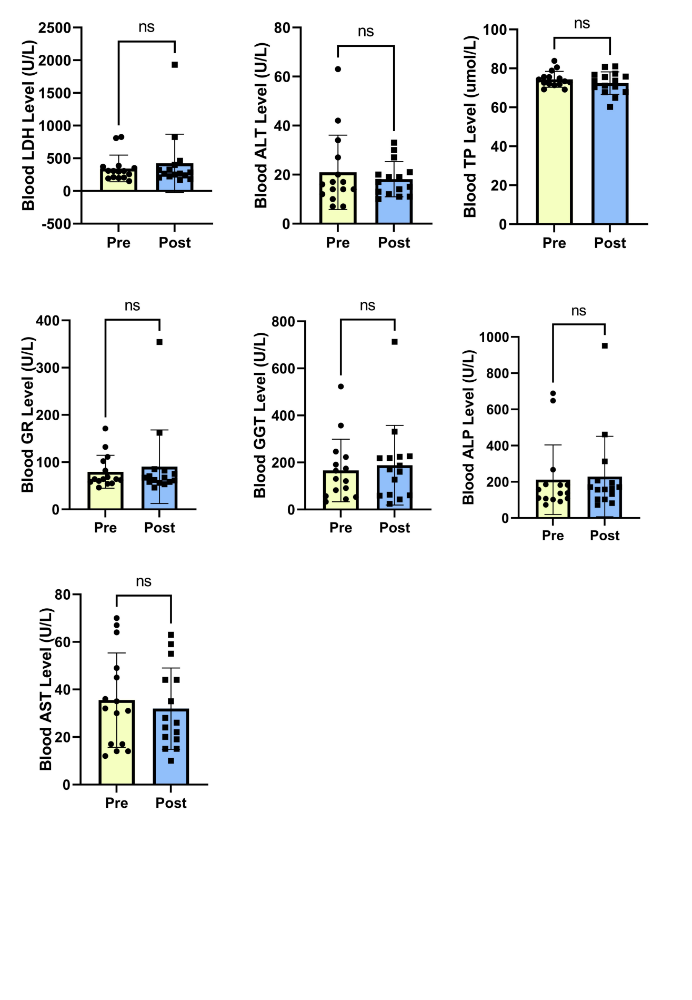 ns
Blood LDH Level (U/L)
2500
2000
1500
1000
500
0
-500
Pre
Post
ns
Blood ALT Level (U/L)
80
60
40
20
0
Pre
Post
ns
Blood TP Level (umol/L)
100
80
60
40
20
0
Pre
Post
ns
Blood GR Level (U/L)
400
300
200
100
0
Pre
Post
ns
Blood GGT Level (U/L)
800
600
400
200
0
Pre
Post
ns
Blood ALP Level (U/L)
1000
800
600
400
200
0
Pre
Post
ns
Blood AST Level (U/L)
80
60
40
20
0
Pre
Post